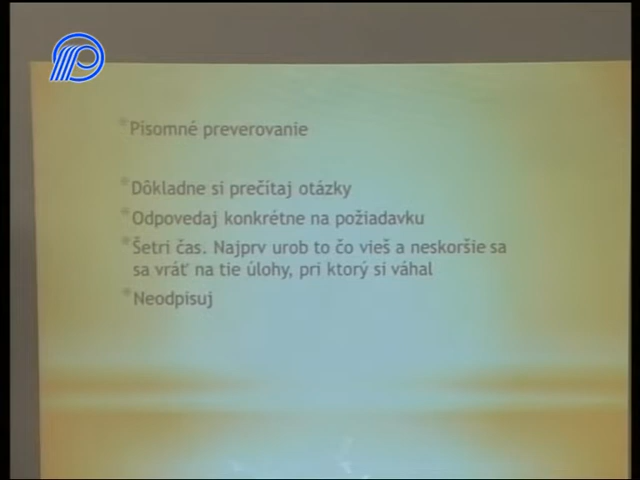 *Písomné preverovanie
*Dôkladne si prečítaj otázky
*Odpovedaj konkrétne na požiadavku
*Šetri čas. Najprv urob to čo vieš a neskoršie sa
sa vráť na tie úlohy, pri ktorý si váhal
*Neodpisuj